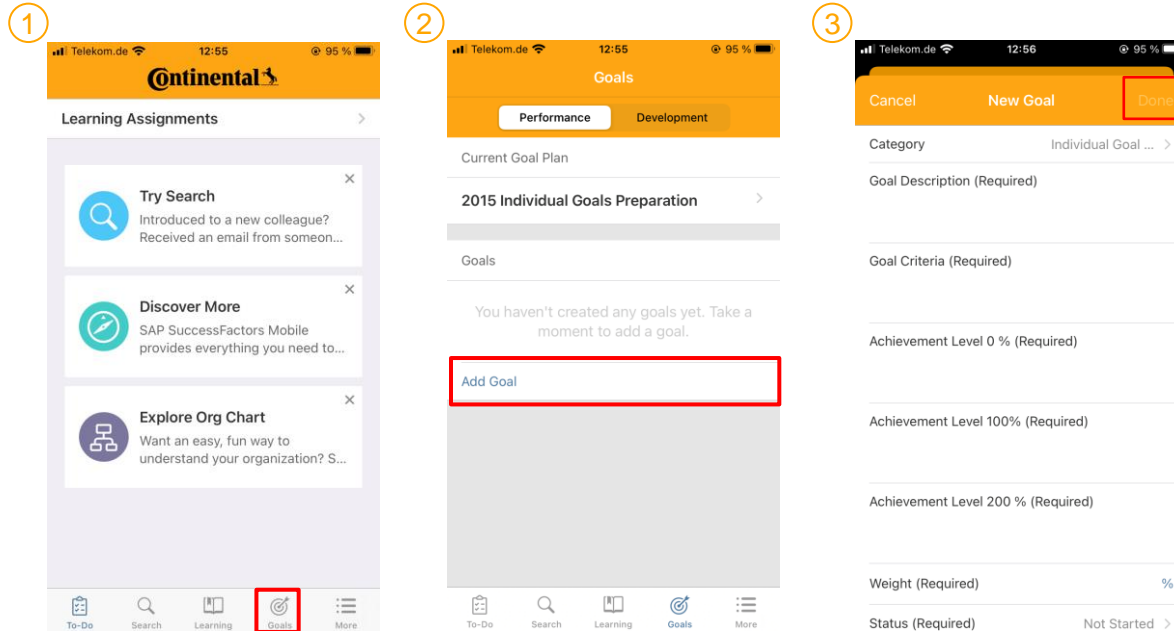 1
Telekom.de 12:55 95 %
Continental
Learning Assignments
Try Search
Introduced to a new colleague?
Received an email from someon...
Discover More
SAP SuccessFactors Mobile
provides everything you need to...
Explore Org Chart
Want an easy, fun way to
understand your organization? S...
To-Do Search Learning Goals More
2
Telekom.de 12:55 95 %
Goals
Performance Development
Current Goal Plan
2015 Individual Goals Preparation
Goals
You haven't created any goals yet. Take a
moment to add a goal.
Add Goal
To-Do Search Learning Goals More
3
Telekom.de 12:56 95 %
Cancel New Goal Done
Category Individual Goal ...
Goal Description (Required)
Goal Criteria (Required)
Achievement Level 0 % (Required)
Achievement Level 100% (Required)
Achievement Level 200 % (Required)
Weight (Required) %
Status (Required) Not Started